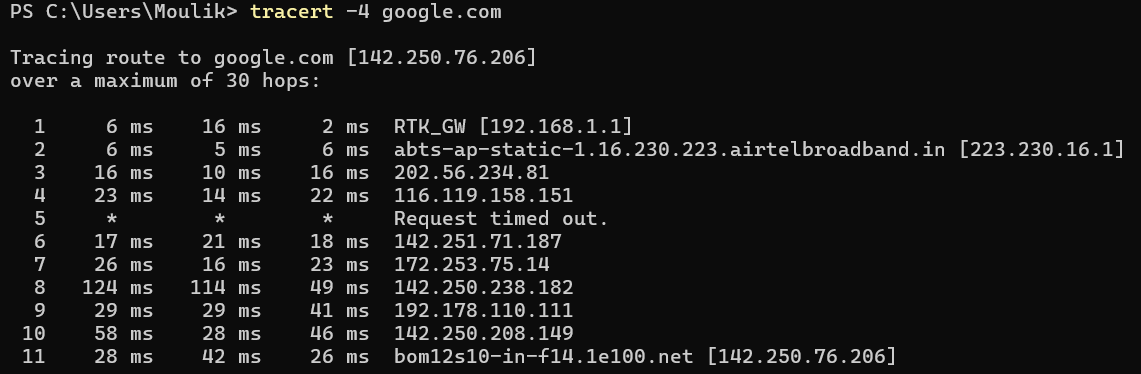 PS C:\Users\Moulik> tracert -4 google.com
Tracing route to google.com [142.250.76.206]
over a maximum of 30 hops:
1 6 ms 16 ms 2 ms RTK_GW [192.168.1.1]
2 6 ms 5 ms 6 ms abts-ap-static-1.16.230.223.airtelbroadband.in [223.230.16.1]
3 16 ms 10 ms 16 ms 202.56.234.81
4 23 ms 14 ms 22 ms 116.119.158.151
5 * * * Request timed out.
6 17 ms 21 ms 18 ms 142.251.71.187
7 26 ms 16 ms 23 ms 172.253.75.14
8 124 ms 114 ms 49 ms 142.250.238.182
9 29 ms 29 ms 41 ms 192.178.110.111
10 58 ms 28 ms 46 ms 142.250.208.149
11 28 ms 42 ms 26 ms bom12s10-in-f14.1e100.net [142.250.76.206]